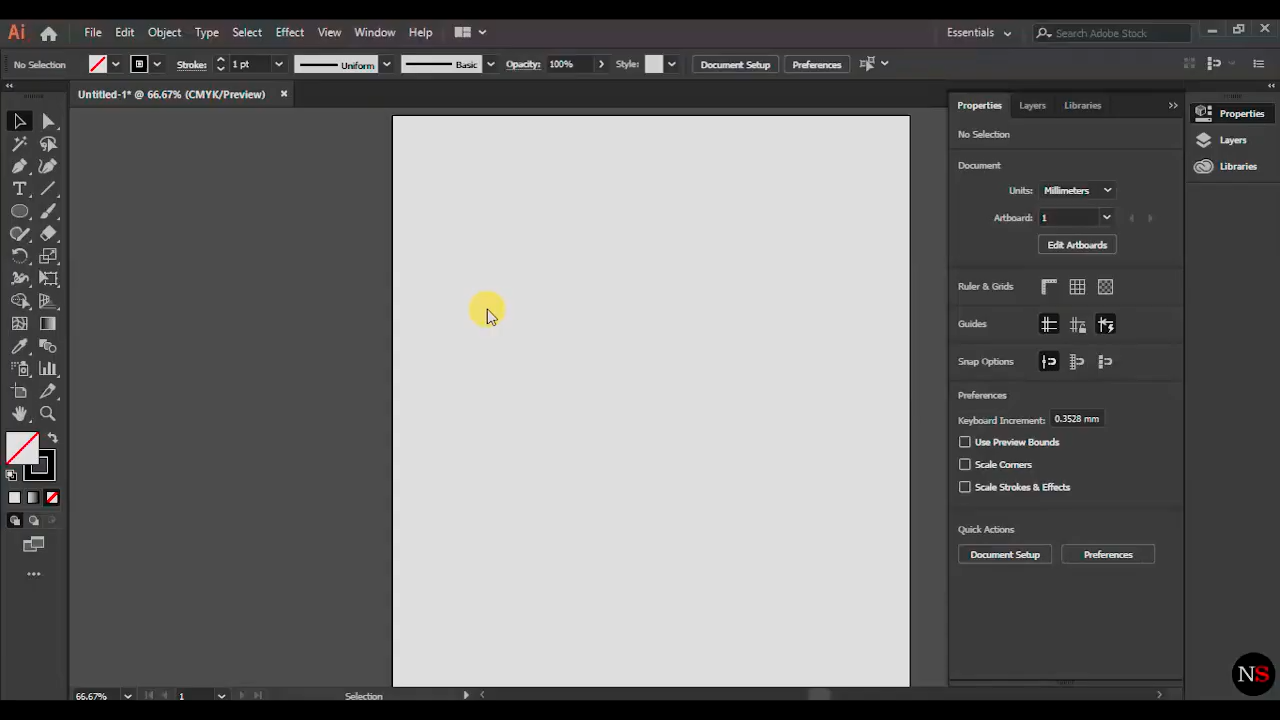 Ai File Edit Object Type Select Effect View Window Help Essentials Search Adobe Stock
No Selection Stroke: 1 pt Uniform Basic Opacity: 100% Style: Document Setup Preferences
Untitled-1* @ 66.67% (CMYK/Preview)
Properties Layers Libraries
No Selection
Document
Units: Millimeters
Artboard: 1
Edit Artboards
Ruler & Grids
Guides
Snap Options
Preferences
Keyboard Increment: 0.3528 mm
Use Preview Bounds
Scale Corners
Scale Strokes & Effects
Quick Actions
Document Setup Preferences
Properties
Layers
Libraries
66.67% 1 Selection
NS